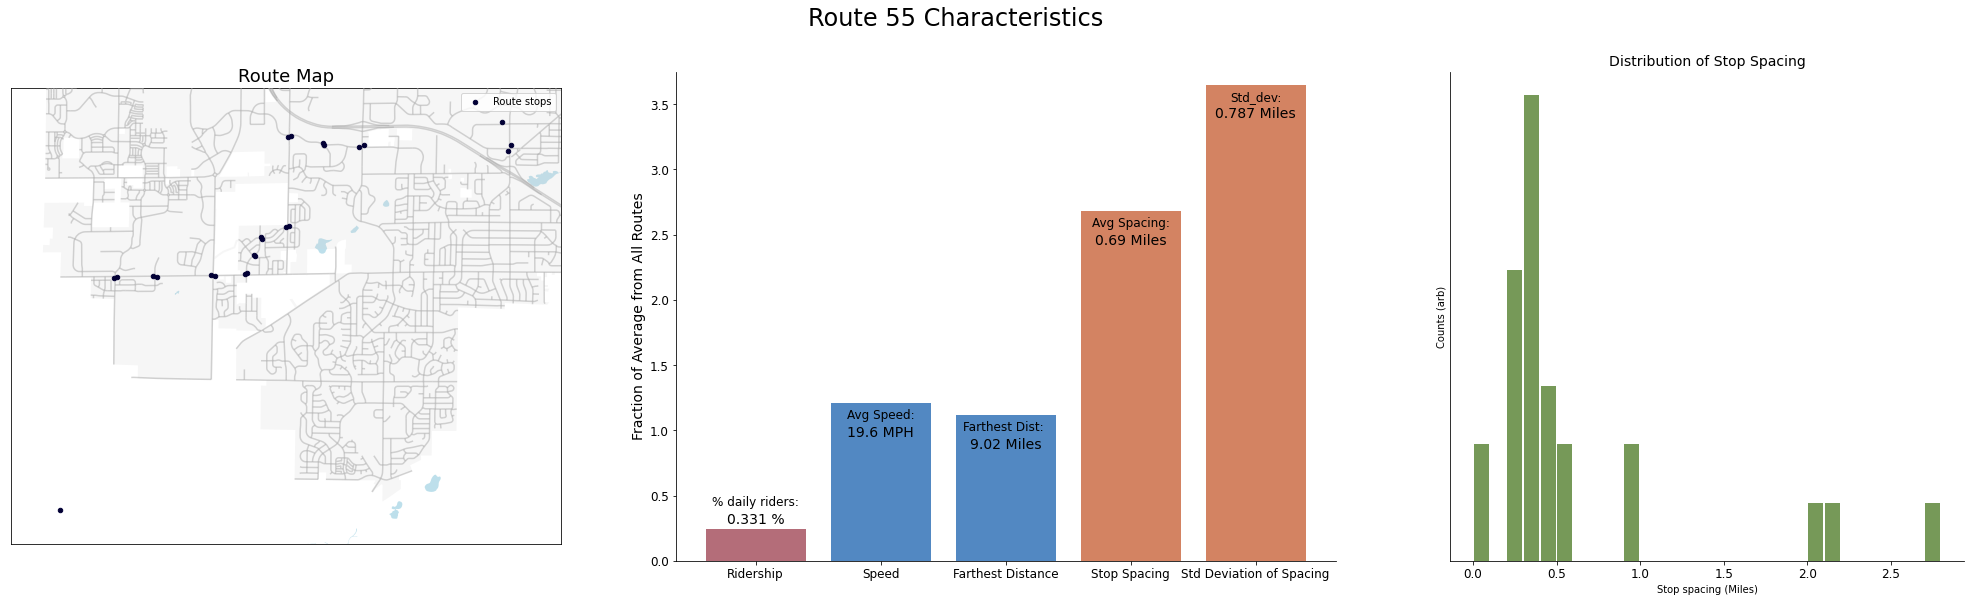 Route 55 Characteristics
Route Map
Route stops
Fraction of Average from All Routes
3.5
3.0
2.5
2.0
1.5
1.0
0.5
0.0
% daily riders:
0.331 %
Avg Speed:
19.6 MPH
Farthest Dist:
9.02 Miles
Avg Spacing:
0.69 Miles
Std_dev:
0.787 Miles
Ridership
Speed
Farthest Distance
Stop Spacing
Std Deviation of Spacing
Distribution of Stop Spacing
Counts (arb)
0.0
0.5
1.0
1.5
2.0
2.5
Stop spacing (Miles)